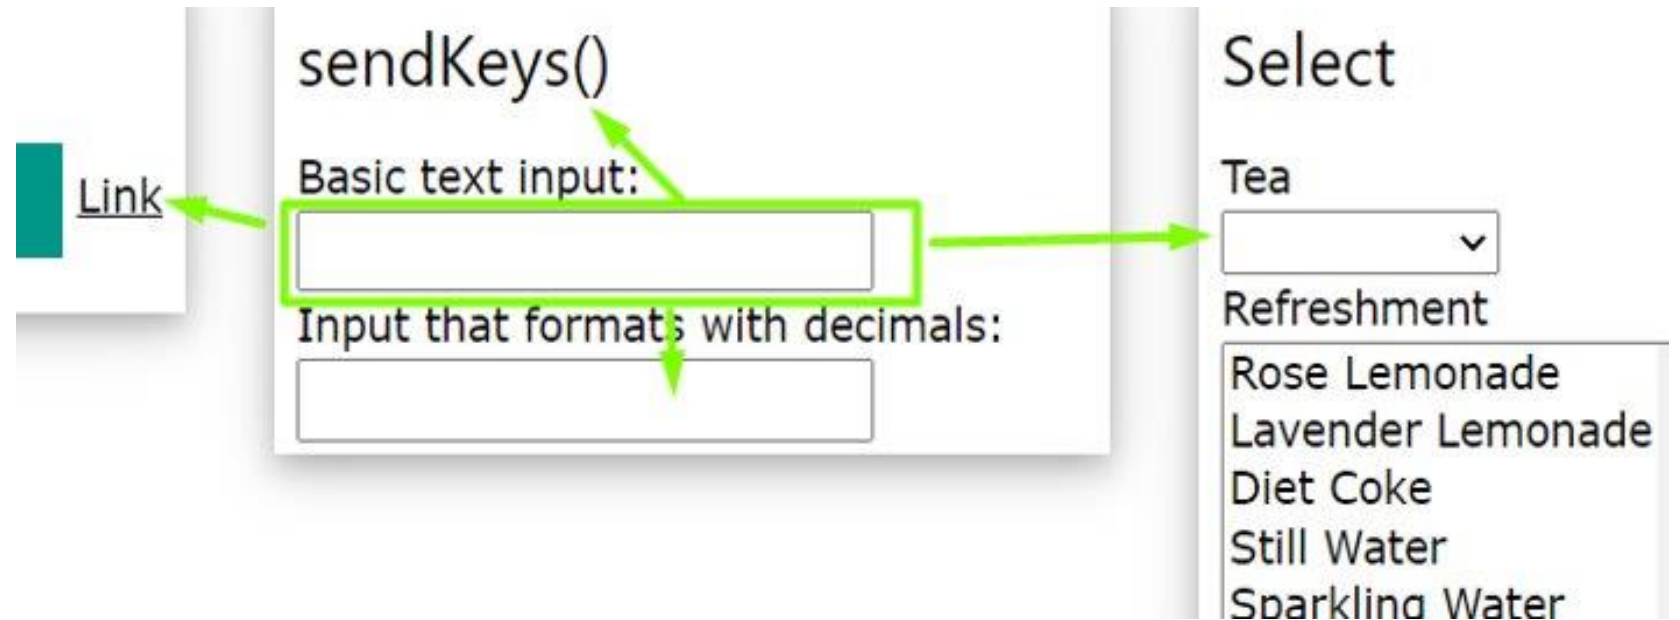 Link
sendKeys()
Basic text input:
Input that formats with decimals:
Select
Tea
Refreshment
Rose Lemonade
Lavender Lemonade
Diet Coke
Still Water
Sparkling Water